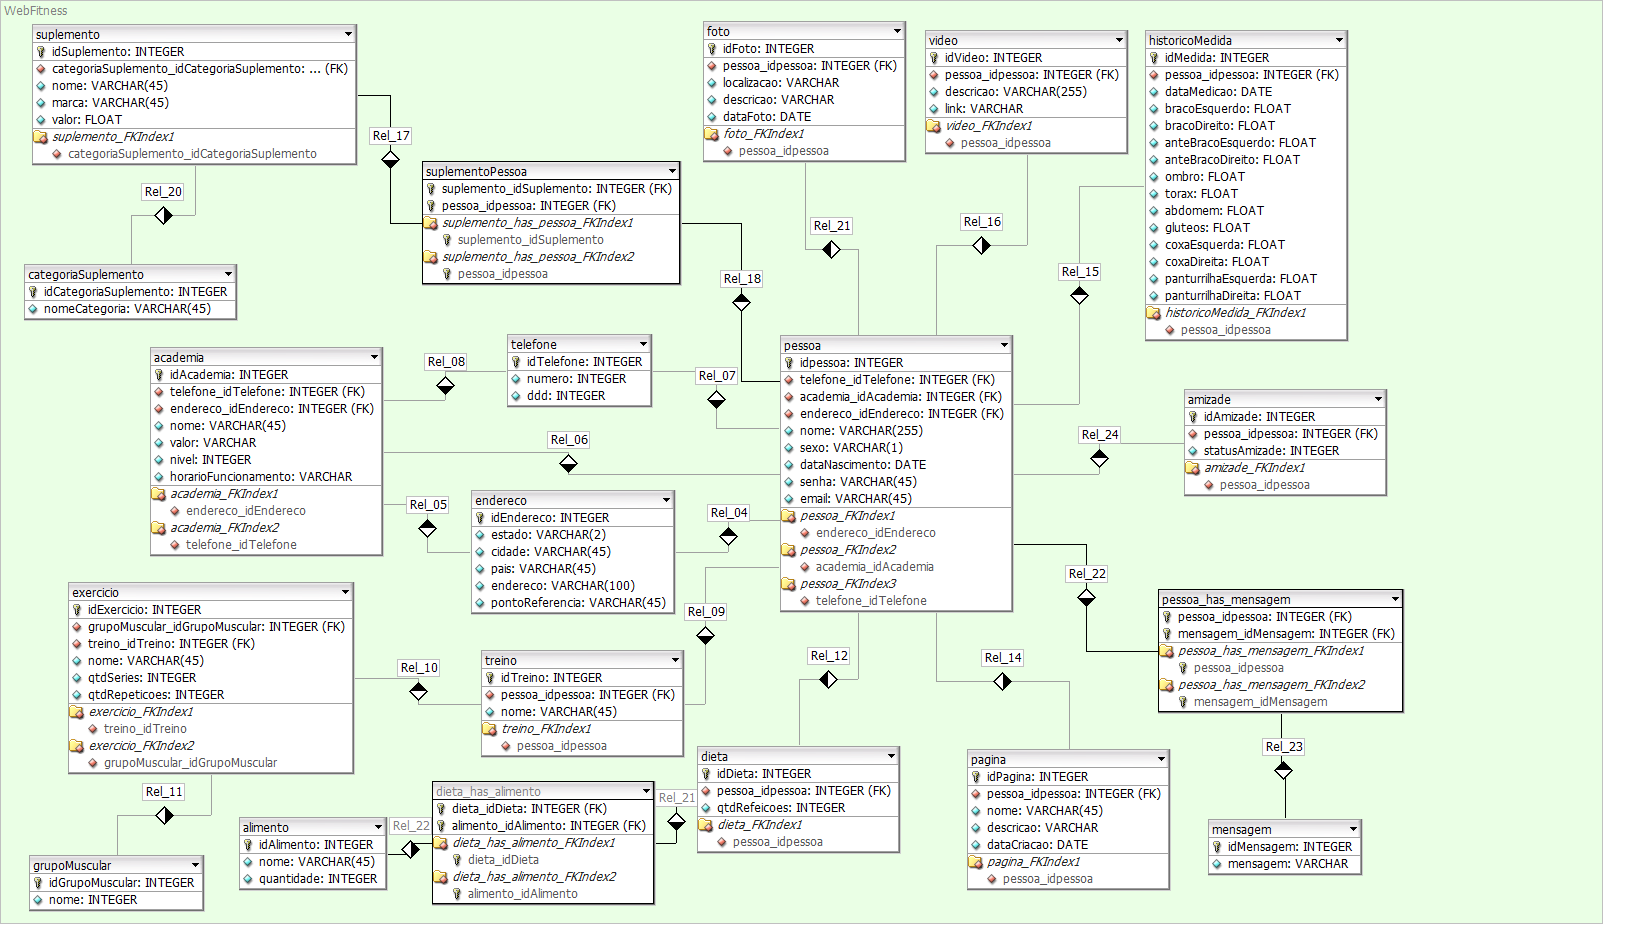 WebFitness
suplemento
idSuplemento: INTEGER
categoriaSuplemento_idCategoriaSuplemento: ... (FK)
nome: VARCHAR(45)
marca: VARCHAR(45)
valor: FLOAT
suplemento_FKIndex1
categoriaSuplemento_idCategoriaSuplemento
Rel_17
Rel_20
categoriaSuplemento
idCategoriaSuplemento: INTEGER
nomeCategoria: VARCHAR(45)
suplementoPessoa
suplemento_idSuplemento: INTEGER (FK)
pessoa_idpessoa: INTEGER (FK)
suplemento_has_pessoa_FKIndex1
suplemento_idSuplemento
suplemento_has_pessoa_FKIndex2
pessoa_idpessoa
Rel_18
foto
idFoto: INTEGER
pessoa_idpessoa: INTEGER (FK)
localizacao: VARCHAR
descricao: VARCHAR
dataFoto: DATE
foto_FKIndex1
pessoa_idpessoa
Rel_21
video
idVideo: INTEGER
pessoa_idpessoa: INTEGER (FK)
descricao: VARCHAR(255)
link: VARCHAR
video_FKIndex1
pessoa_idpessoa
Rel_16
historicoMedida
idMedida: INTEGER
pessoa_idpessoa: INTEGER (FK)
dataMedicao: DATE
bracoEsquerdo: FLOAT
bracoDireito: FLOAT
anteBracoEsquerdo: FLOAT
anteBracoDireito: FLOAT
ombro: FLOAT
torax: FLOAT
abdomem: FLOAT
gluteos: FLOAT
coxaEsquerda: FLOAT
coxaDireita: FLOAT
panturrilhaEsquerda: FLOAT
panturrilhaDireita: FLOAT
historicoMedida_FKIndex1
pessoa_idpessoa
Rel_15
academia
idAcademia: INTEGER
telefone_idTelefone: INTEGER (FK)
endereco_idEndereco: INTEGER (FK)
nome: VARCHAR(45)
valor: VARCHAR
nivel: INTEGER
horarioFuncionamento: VARCHAR
academia_FKIndex1
endereco_idEndereco
academia_FKIndex2
telefone_idTelefone
Rel_08
telefone
idTelefone: INTEGER
numero: INTEGER
ddd: INTEGER
Rel_07
Rel_06
Rel_05
endereco
idEndereco: INTEGER
estado: VARCHAR(2)
cidade: VARCHAR(45)
pais: VARCHAR(45)
endereco: VARCHAR(100)
pontoReferencia: VARCHAR(45)
Rel_04
pessoa
idpessoa: INTEGER
telefone_idTelefone: INTEGER (FK)
academia_idAcademia: INTEGER (FK)
endereco_idEndereco: INTEGER (FK)
nome: VARCHAR(255)
sexo: VARCHAR(1)
dataNascimento: DATE
senha: VARCHAR(45)
email: VARCHAR(45)
pessoa_FKIndex1
endereco_idEndereco
pessoa_FKIndex2
academia_idAcademia
pessoa_FKIndex3
telefone_idTelefone
Rel_24
amizade
idAmizade: INTEGER
pessoa_idpessoa: INTEGER (FK)
statusAmizade: INTEGER
amizade_FKIndex1
pessoa_idpessoa
Rel_22
pessoa_has_mensagem
pessoa_idpessoa: INTEGER (FK)
mensagem_idMensagem: INTEGER (FK)
pessoa_has_mensagem_FKIndex1
pessoa_idpessoa
pessoa_has_mensagem_FKIndex2
mensagem_idMensagem
Rel_23
mensagem
idMensagem: INTEGER
mensagem: VARCHAR
exercicio
idExercicio: INTEGER
grupoMuscular_idGrupoMuscular: INTEGER (FK)
treino_idTreino: INTEGER (FK)
nome: VARCHAR(45)
qtdSeries: INTEGER
qtdRepeticoes: INTEGER
exercicio_FKIndex1
treino_idTreino
exercicio_FKIndex2
grupoMuscular_idGrupoMuscular
Rel_10
Rel_09
treino
idTreino: INTEGER
pessoa_idpessoa: INTEGER (FK)
nome: VARCHAR(45)
treino_FKIndex1
pessoa_idpessoa
Rel_12
Rel_14
Rel_11
grupoMuscular
idGrupoMuscular: INTEGER
nome: INTEGER
alimento
idAlimento: INTEGER
nome: VARCHAR(45)
quantidade: INTEGER
Rel_22
dieta_has_alimento
dieta_idDieta: INTEGER (FK)
alimento_idAlimento: INTEGER (FK)
dieta_has_alimento_FKIndex1
dieta_idDieta
dieta_has_alimento_FKIndex2
alimento_idAlimento
Rel_21
dieta
idDieta: INTEGER
pessoa_idpessoa: INTEGER (FK)
qtdRefeicoes: INTEGER
dieta_FKIndex1
pessoa_idpessoa
pagina
idPagina: INTEGER
pessoa_idpessoa: INTEGER (FK)
nome: VARCHAR(45)
descricao: VARCHAR
dataCriacao: DATE
pagina_FKIndex1
pessoa_idpessoa